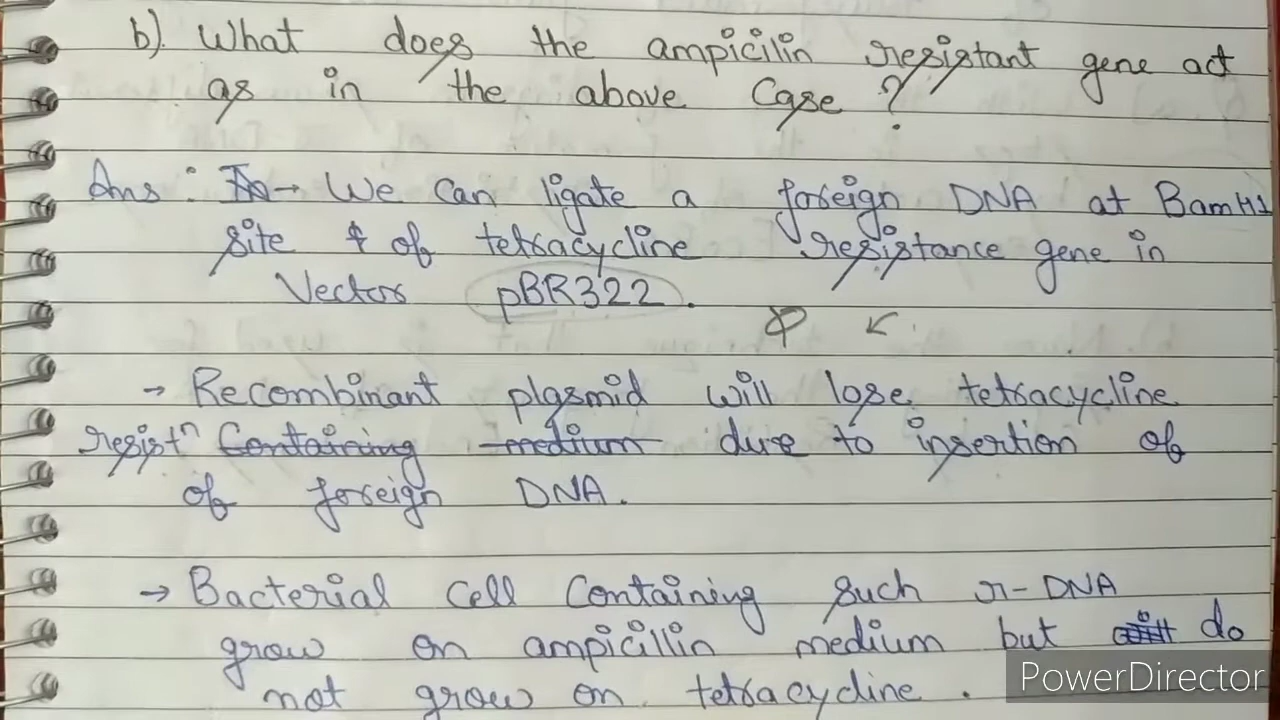 b). What does the ampicilin resistant gene act
as in the above case ?
Ans : → We can ligate a foreign DNA at BamH1
site of tetracycline resistance gene in
Vector pBR322.
→ Recombinant plasmid will lose tetracycline
resistⁿ Containing medium due to insertion of
of foreign DNA.
→ Bacterial cell Containing such r-DNA
grow on ampicillin medium but do
not grow on tetracycline .
PowerDirector